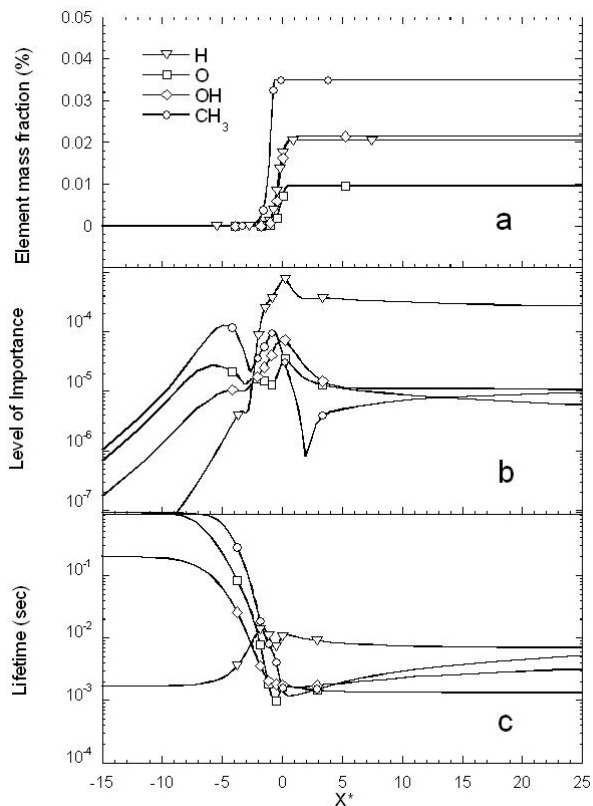 0.05
0.04
0.03
0.02
0.01
0
Element mass fraction (%)
H
O
OH
CH3
a
10-4
10-5
10-6
10-7
Level of Importance
b
10-1
10-2
10-3
10-4
Lifetime (sec)
c
-15 -10 -5 0 5 10 15 20 25
X*